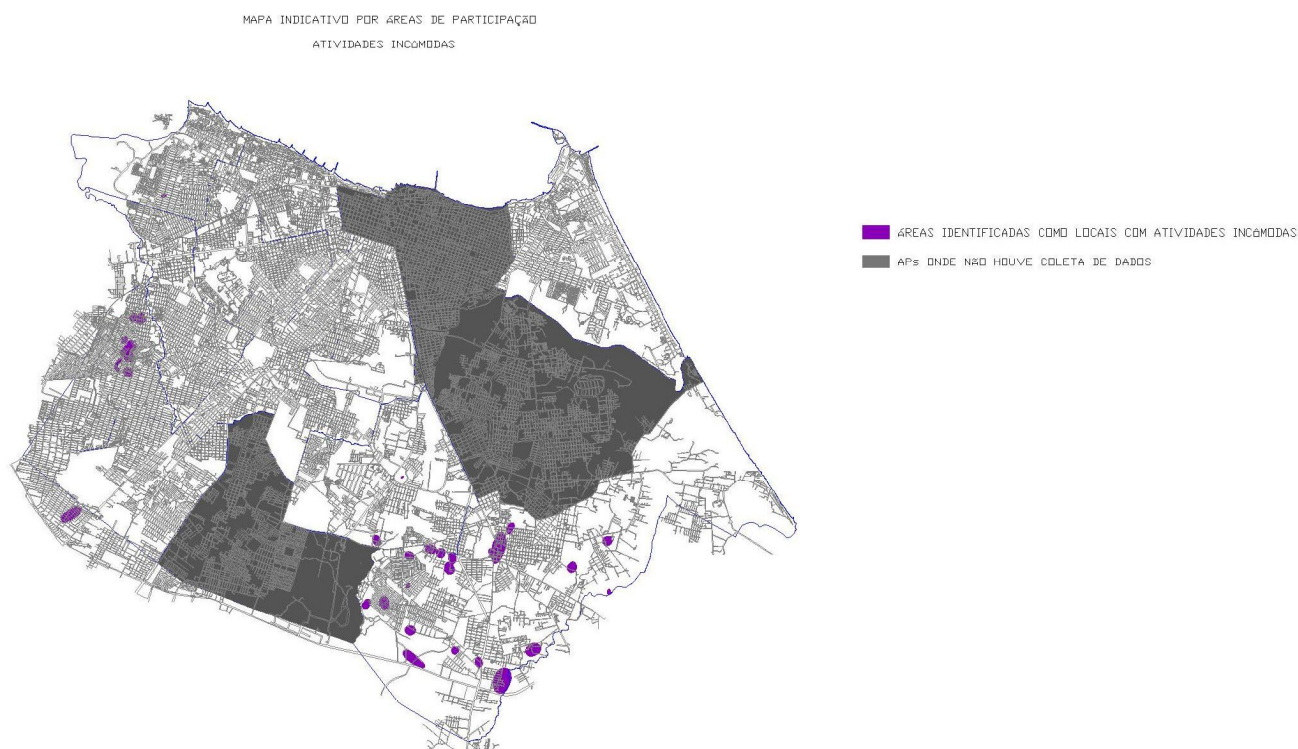 MAPA INDICATIVO POR ÁREAS DE PARTICIPAÇÃO
ATIVIDADES INCÔMODAS
ÁREAS IDENTIFICADAS COMO LOCAIS COM ATIVIDADES INCÔMODAS
APs ONDE NÃO HOUVE COLETA DE DADOS